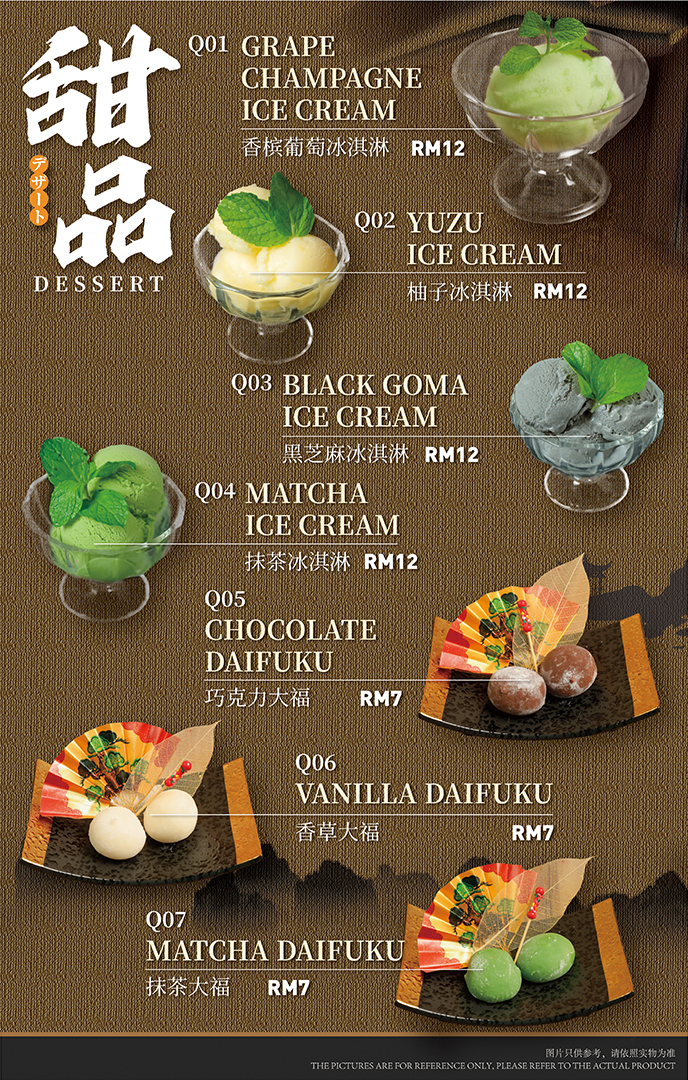 甜品
デザート
DESSERT
Q01 GRAPE
CHAMPAGNE
ICE CREAM
香槟葡萄冰淇淋 RM12
Q02 YUZU
ICE CREAM
柚子冰淇淋 RM12
Q03 BLACK GOMA
ICE CREAM
黑芝麻冰淇淋 RM12
Q04 MATCHA
ICE CREAM
抹茶冰淇淋 RM12
Q05
CHOCOLATE
DAIFUKU
巧克力大福 RM7
Q06
VANILLA DAIFUKU
香草大福 RM7
Q07
MATCHA DAIFUKU
抹茶大福 RM7
图片只供参考，请依照实物为准
THE PICTURES ARE FOR REFERENCE ONLY, PLEASE REFER TO THE ACTUAL PRODUCT